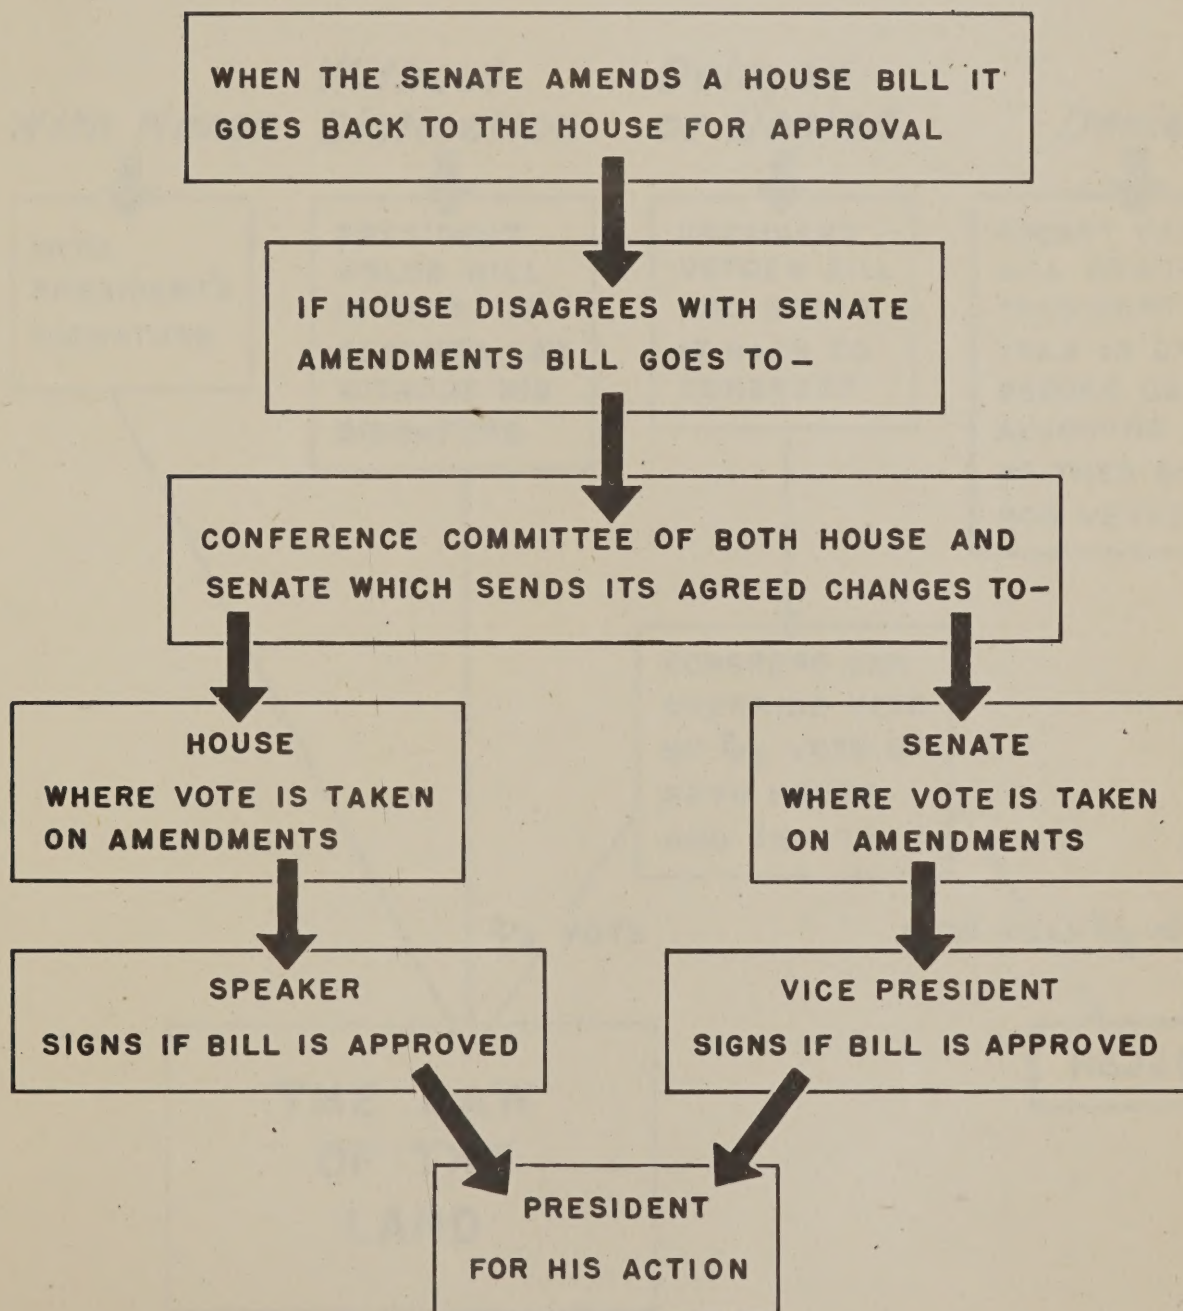 WHEN THE SENATE AMENDS A HOUSE BILL IT
GOES BACK TO THE HOUSE FOR APPROVAL
IF HOUSE DISAGREES WITH SENATE
AMENDMENTS BILL GOES TO—
CONFERENCE COMMITTEE OF BOTH HOUSE AND
SENATE WHICH SENDS ITS AGREED CHANGES TO—
HOUSE
WHERE VOTE IS TAKEN
ON AMENDMENTS
SENATE
WHERE VOTE IS TAKEN
ON AMENDMENTS
SPEAKER
SIGNS IF BILL IS APPROVED
VICE PRESIDENT
SIGNS IF BILL IS APPROVED
PRESIDENT
FOR HIS ACTION